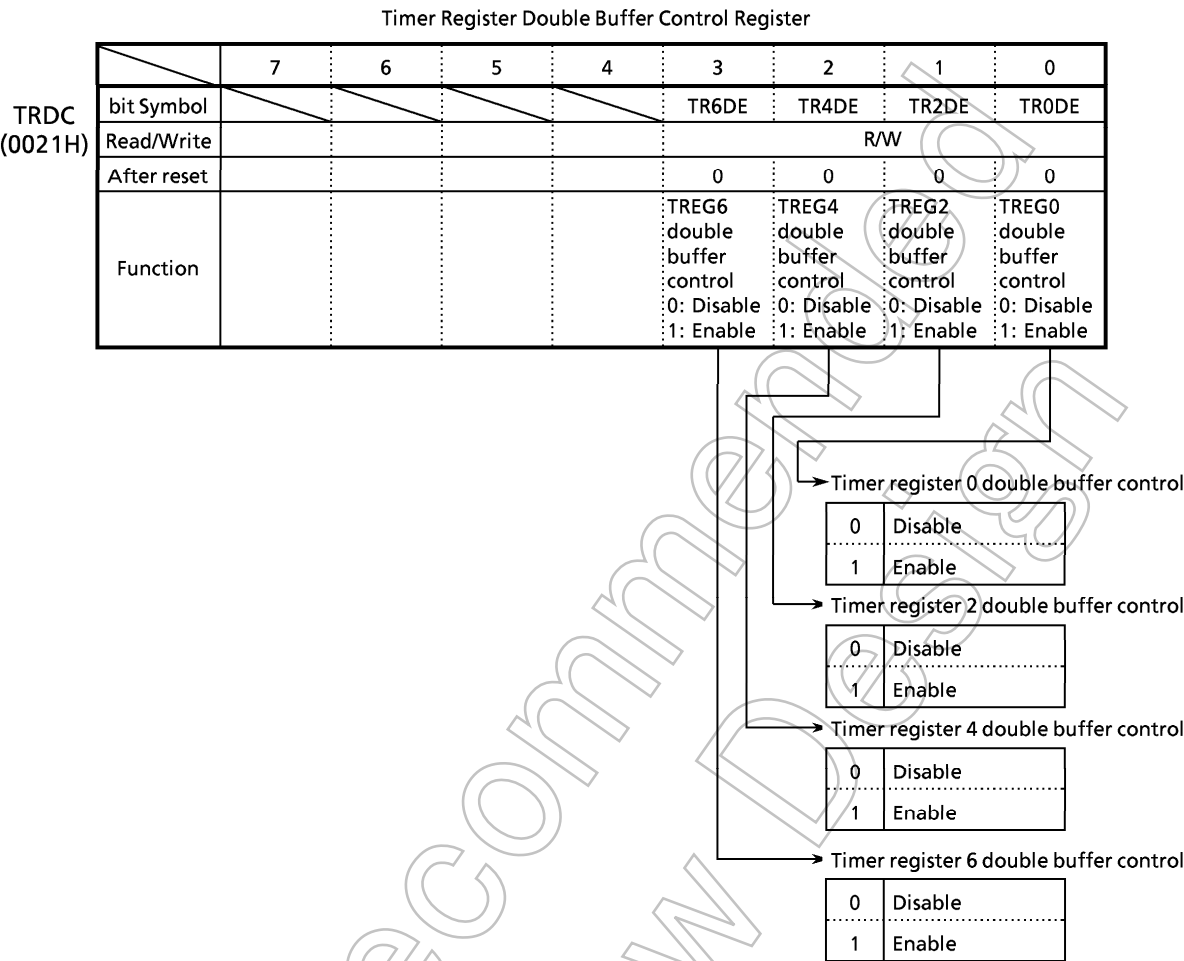 Timer Register Double Buffer Control Register
7 6 5 4 3 2 1 0
TRDC
(0021H)
bit Symbol TR6DE TR4DE TR2DE TR0DE
Read/Write R/W
After reset 0 0 0 0
Function
TREG6 TREG4 TREG2 TREG0
double double double double
buffer buffer buffer buffer
control control control control
0: Disable 0: Disable 0: Disable 0: Disable
1: Enable 1: Enable 1: Enable 1: Enable
Timer register 0 double buffer control
0 Disable
1 Enable
Timer register 2 double buffer control
0 Disable
1 Enable
Timer register 4 double buffer control
0 Disable
1 Enable
Timer register 6 double buffer control
0 Disable
1 Enable
ecommended
w Design